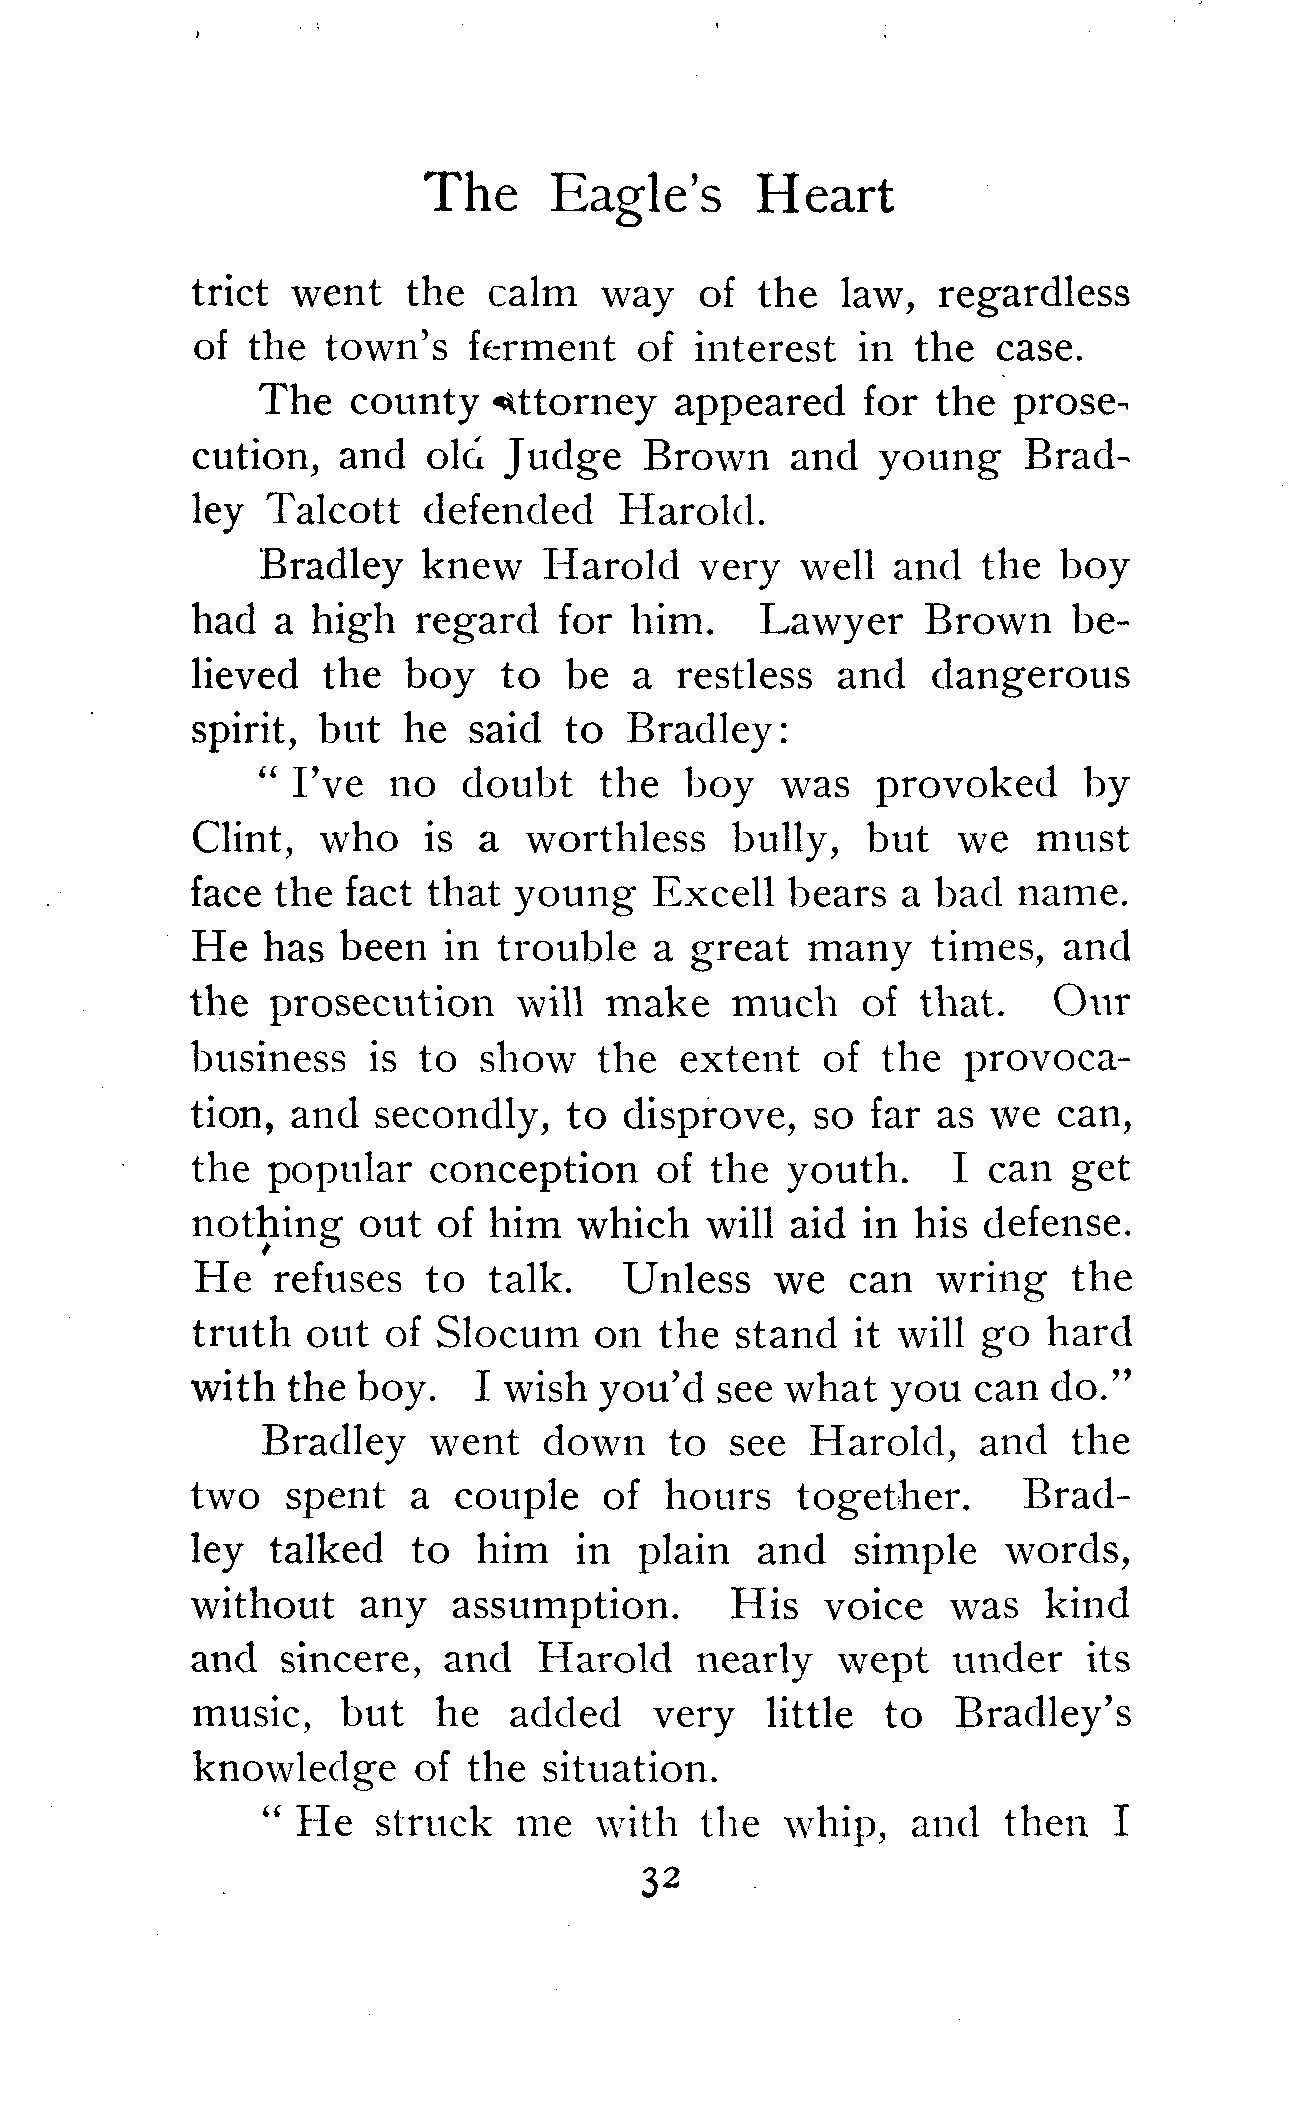 The Eagle's Heart
trict went the calm way of the law, regardless
of the town's ferment of interest in the case.
The county attorney appeared for the prose-
cution, and old Judge Brown and young Brad-
ley Talcott defended Harold.
Bradley knew Harold very well and the boy
had a high regard for him. Lawyer Brown be-
lieved the boy to be a restless and dangerous
spirit, but he said to Bradley:
" I've no doubt the boy was provoked by
Clint, who is a worthless bully, but we must
face the fact that young Excell bears a bad name.
He has been in trouble a great many times, and
the prosecution will make much of that. Our
business is to show the extent of the provoca-
tion, and secondly, to disprove, so far as we can,
the popular conception of the youth. I can get
nothing out of him which will aid in his defense.
He refuses to talk. Unless we can wring the
truth out of Slocum on the stand it will go hard
with the boy. I wish you'd see what you can do."
Bradley went down to see Harold, and the
two spent a couple of hours together. Brad-
ley talked to him in plain and simple words,
without any assumption. His voice was kind
and sincere, and Harold nearly wept under its
music, but he added very little to Bradley's
knowledge of the situation.
" He struck me with the whip, and then I
32